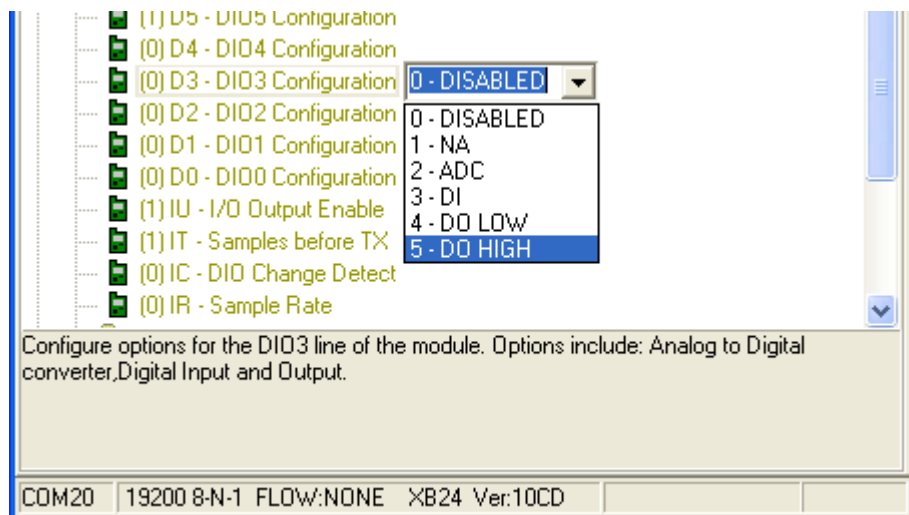 (1) D5 - DIO5 Configuration
(0) D4 - DIO4 Configuration
(0) D3 - DIO3 Configuration 0 - DISABLED
(0) D2 - DIO2 Configuration
(0) D1 - DIO1 Configuration
(0) D0 - DIO0 Configuration
(1) IU - I/O Output Enable
(1) IT - Samples before TX
(0) IC - DIO Change Detect
(0) IR - Sample Rate
0 - DISABLED
1 - NA
2 - ADC
3 - DI
4 - DO LOW
5 - DO HIGH
Configure options for the DIO3 line of the module. Options include: Analog to Digital
converter,Digital Input and Output.
COM20 19200 8-N-1 FLOW:NONE XB24 Ver:10CD